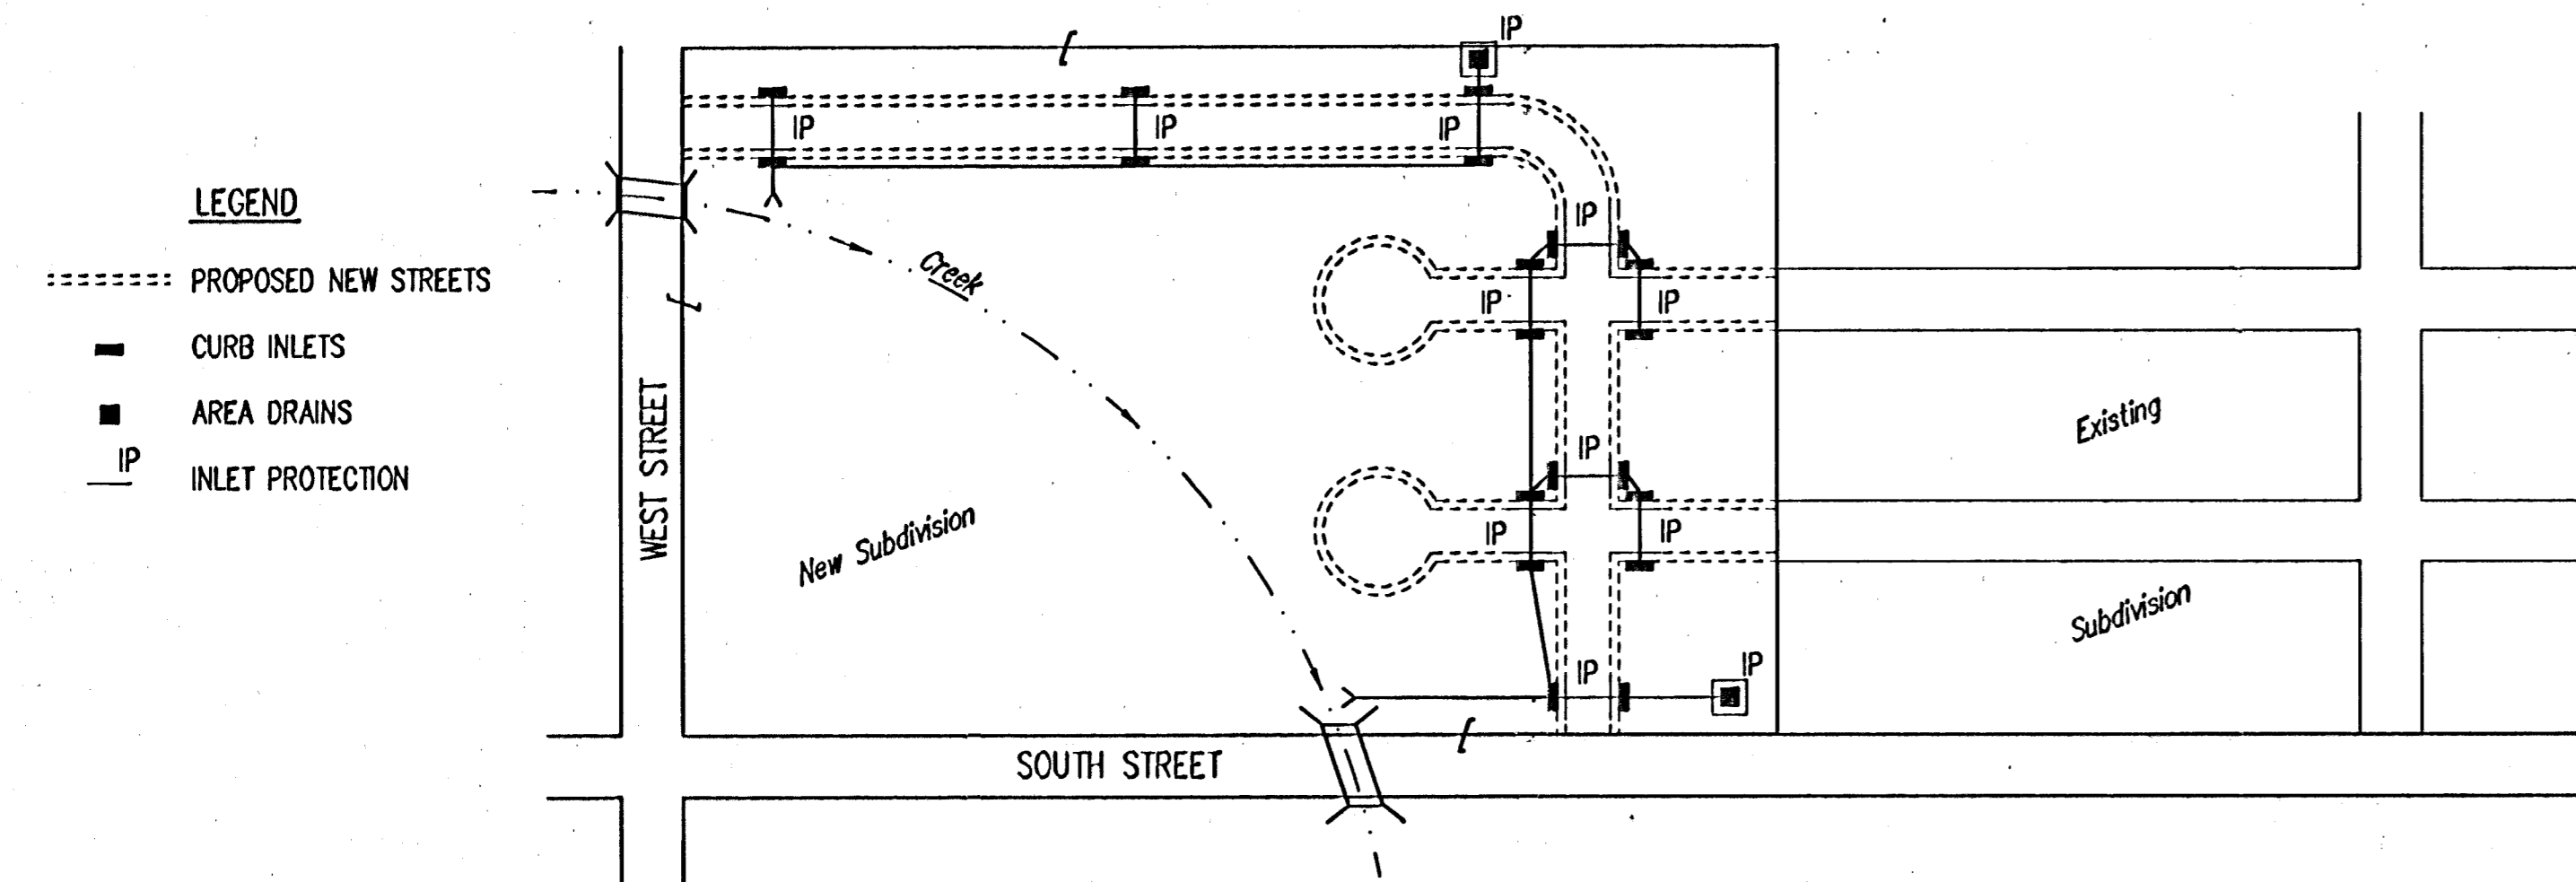 IP
IP
IP
IP
LEGEND
PROPOSED NEW STREETS
CURB INLETS
AREA DRAINS
IP
INLET PROTECTION
WEST STREET
Creek
IP
IP
IP
New Subdivision
IP
IP
IP
IP
IP
Existing
Subdivision
SOUTH STREET